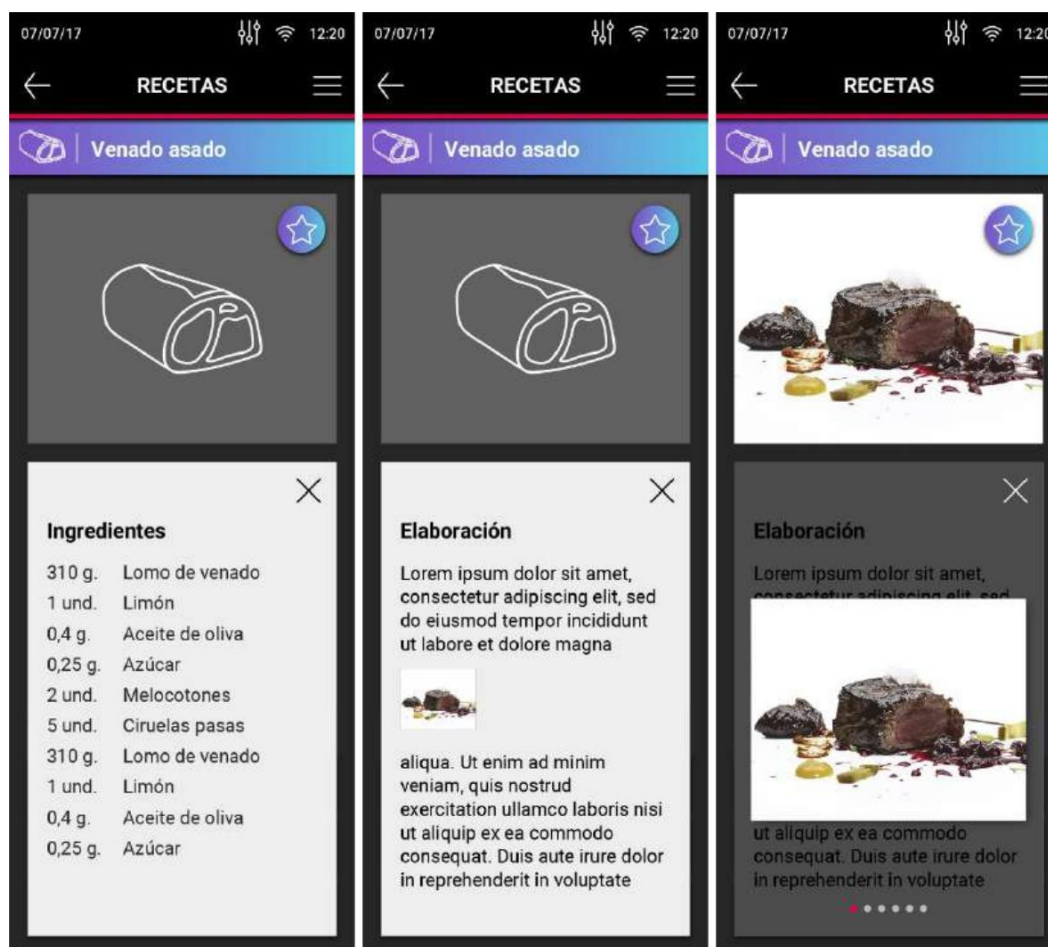 07/07/17 12:20
RECETAS
Venado asado
Ingredientes
310 g. Lomo de venado
1 und. Limón
0,4 g. Aceite de oliva
0,25 g. Azúcar
2 und. Melocotones
5 und. Ciruelas pasas
310 g. Lomo de venado
1 und. Limón
0,4 g. Aceite de oliva
0,25 g. Azúcar
07/07/17 12:20
RECETAS
Venado asado
Elaboración
Lorem ipsum dolor sit amet,
consectetur adipiscing elit, sed
do eiusmod tempor incididunt
ut labore et dolore magna
aliqua. Ut enim ad minim
veniam, quis nostrud
exercitation ullamco laboris nisi
ut aliquip ex ea commodo
consequat. Duis aute irure dolor
in reprehenderit in voluptate
07/07/17 12:20
RECETAS
Venado asado
Elaboración
Lorem ipsum dolor sit amet,
consectetur adipiscing elit, sed
ut aliquip ex ea commodo
consequat. Duis aute irure dolor
in reprehenderit in voluptate